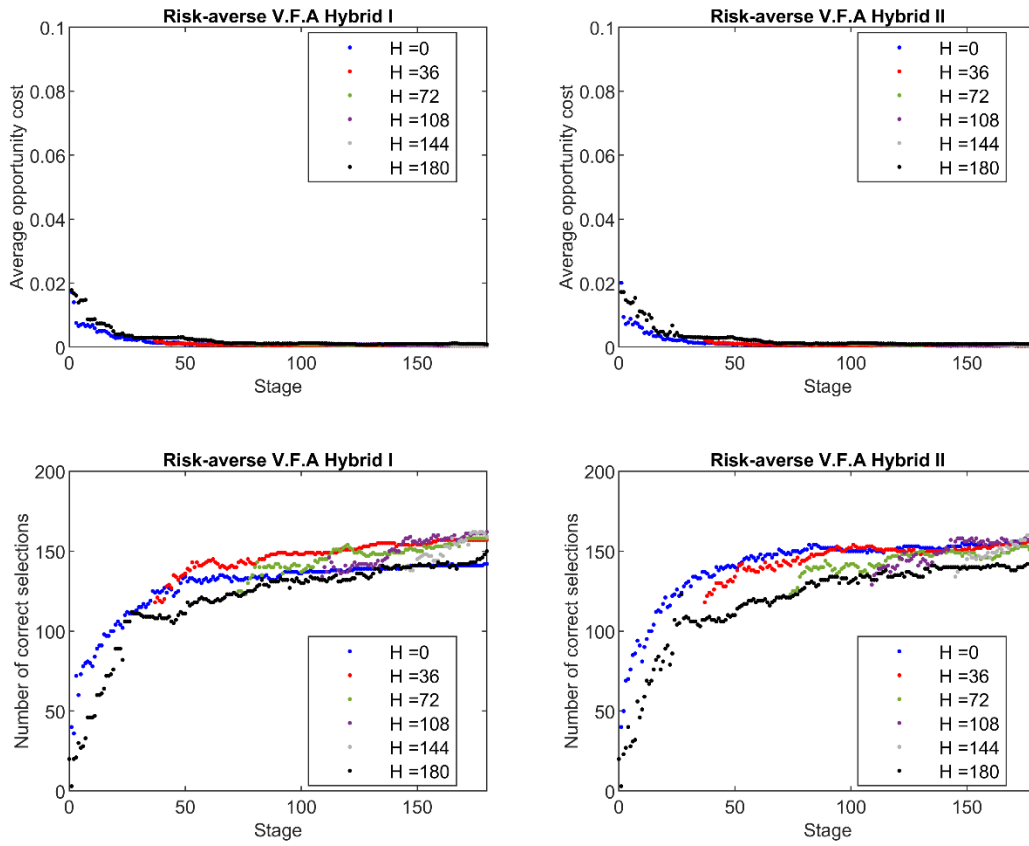 Risk-averse V.F.A Hybrid I
0.1
0.08
0.06
0.04
0.02
0
Average opportunity cost
H =0
H =36
H =72
H =108
H =144
H =180
0
50
100
150
Stage
Risk-averse V.F.A Hybrid II
0.1
0.08
0.06
0.04
0.02
0
Average opportunity cost
H =0
H =36
H =72
H =108
H =144
H =180
0
50
100
150
Stage
Risk-averse V.F.A Hybrid I
200
150
100
50
0
Number of correct selections
H =0
H =36
H =72
H =108
H =144
H =180
0
50
100
150
Stage
Risk-averse V.F.A Hybrid II
200
150
100
50
0
Number of correct selections
H =0
H =36
H =72
H =108
H =144
H =180
0
50
100
150
Stage